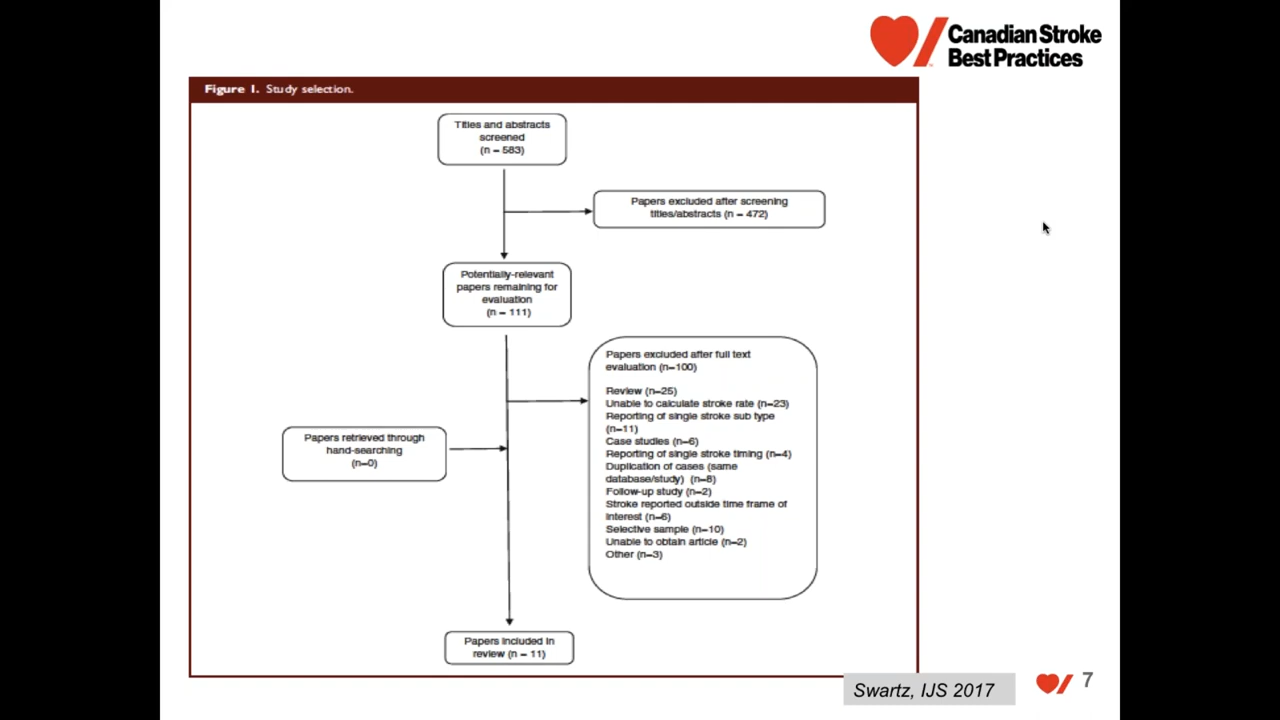 Canadian Stroke
Best Practices
Figure 1. Study selection.
Titles and abstracts
screened
(n = 583)
Papers excluded after screening
titles/abstracts (n = 472)
Potentially-relevant
papers remaining for
evaluation
(n = 111)
Papers excluded after full text
evaluation (n=100)
Review (n=25)
Unable to calculate stroke rate (n=23)
Reporting of single stroke sub type
(n=11)
Case studies (n=6)
Reporting of single stroke timing (n=4)
Duplication of cases (same
database/study) (n=8)
Follow-up study (n=2)
Stroke reported outside time frame of
interest (n=6)
Selective sample (n=10)
Unable to obtain article (n=2)
Other (n=3)
Papers retrieved through
hand-searching
(n=0)
Papers included in
review (n = 11)
Swartz, IJS 2017
7